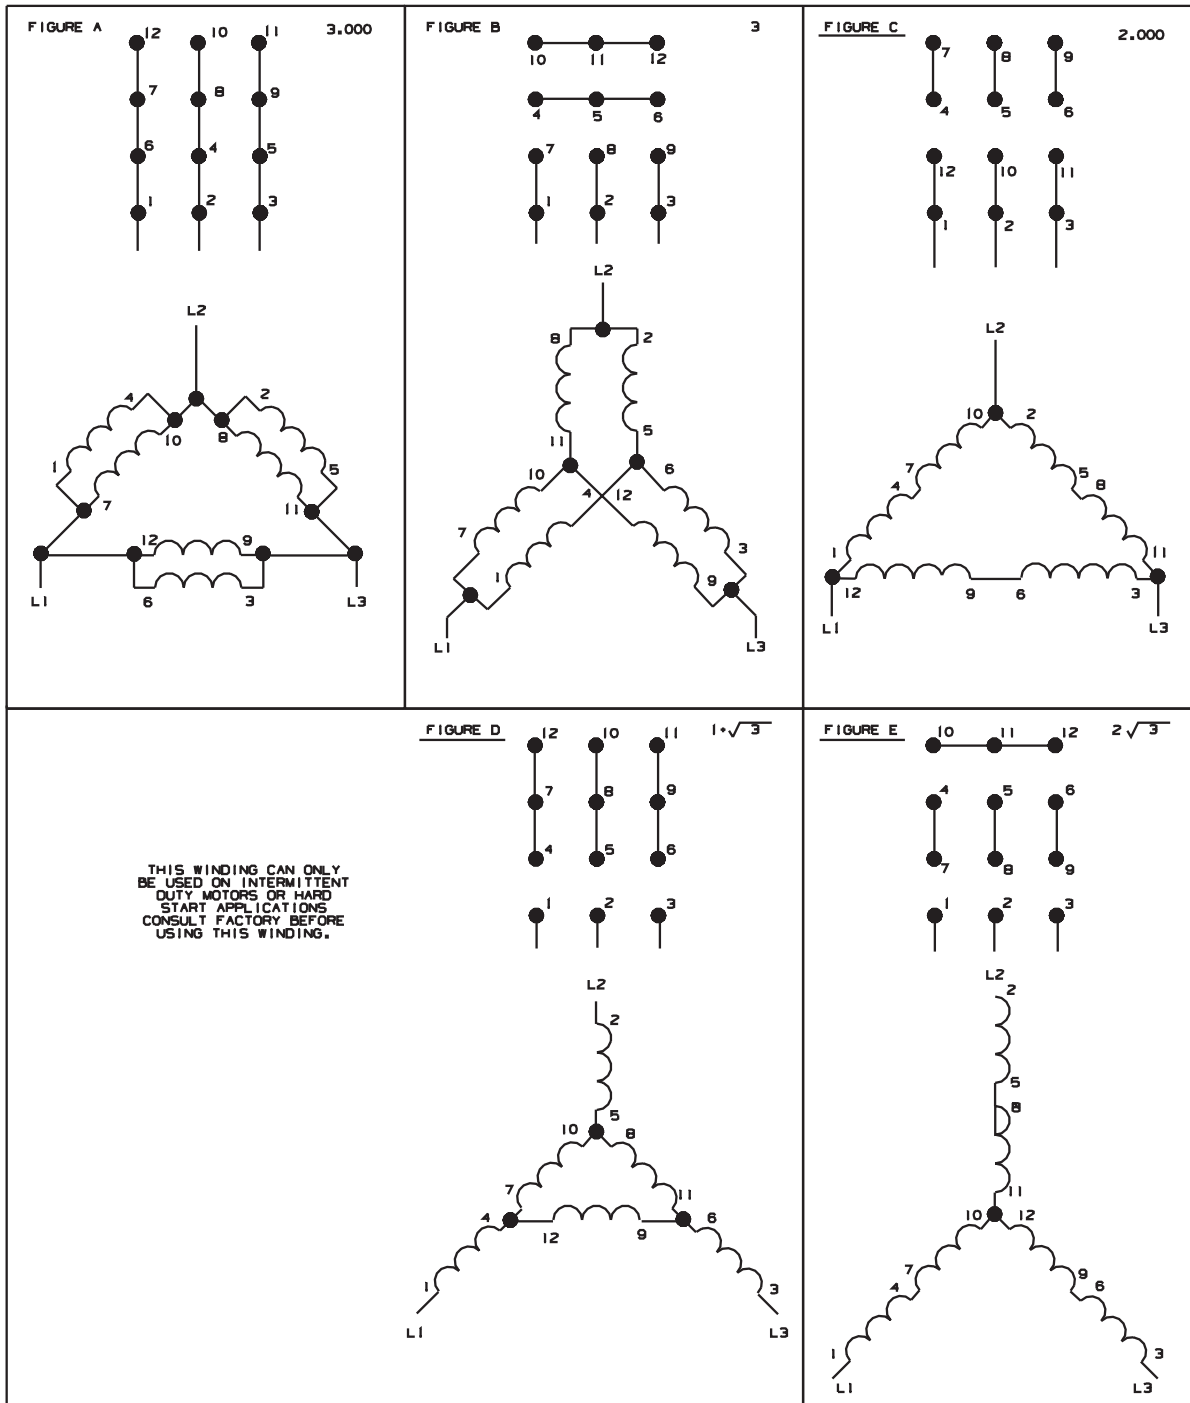 FIGURE A 3.000
12 10 11
7 8 9
6 4 5
1 2 3
L2
4 2
10 8
1 5
7 11
12 9
6 3
L1 L3
FIGURE B 3
10 11 12
4 5 6
7 8 9
1 2 3
L2
8 2
11 5
10 4 12 6
7 3
1 9
L1 L3
FIGURE C 2.000
7 8 9
4 5 6
12 10 11
1 2 3
L2
10 2
7 5
4 8
1 11
12 9 6 3
L1 L3
THIS WINDING CAN ONLY
BE USED ON INTERMITTENT
DUTY MOTORS OR HARD
START APPLICATIONS
CONSULT FACTORY BEFORE
USING THIS WINDING.
FIGURE D 1+√3
12 10 11
7 8 9
4 5 6
1 2 3
L2
2
5
10 8
7 11
4 6
12 9
1 3
L1 L3
FIGURE E 2√3
10 11 12
4 5 6
7 8 9
1 2 3
L2
2
5
8
11
10 12
7 9
4 6
1 3
L1 L3